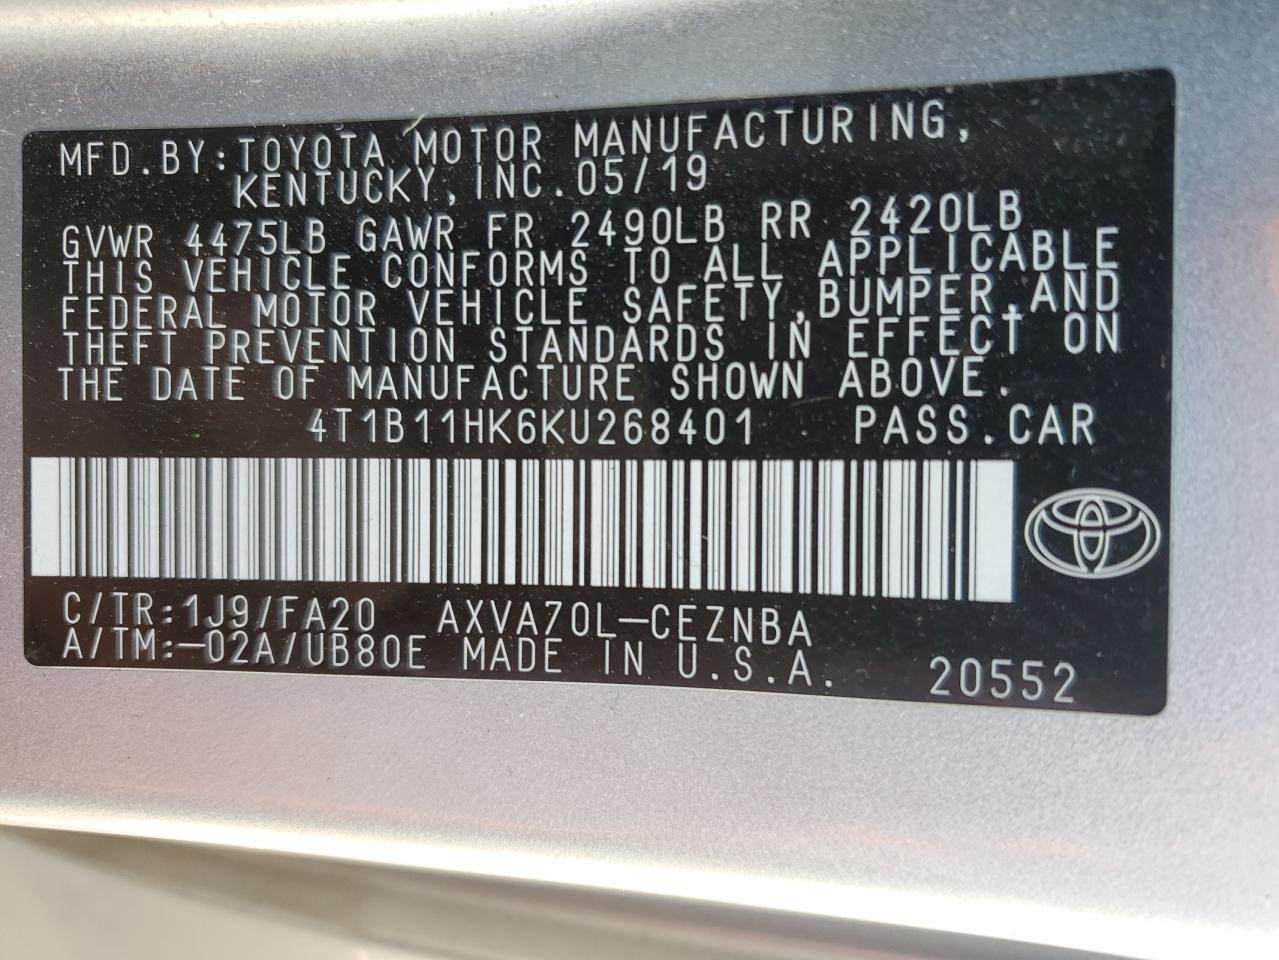 MFD.BY:TOYOTA MOTOR MANUFACTURING,
KENTUCKY, INC.05/19
GVWR 4475LB GAWR FR 2490LB RR 2420LB
THIS VEHICLE CONFORMS TO ALL APPLICABLE
FEDERAL MOTOR VEHICLE SAFETY,BUMPER,AND
THEFT PREVENTION STANDARDS IN EFFECT ON
THE DATE OF MANUFACTURE SHOWN ABOVE.
4T1B11HK6KU268401 PASS.CAR
C/TR:1J9/FA20 AXVA70L-CEZNBA
A/TM:-02A/UB80E MADE IN U.S.A.
20552